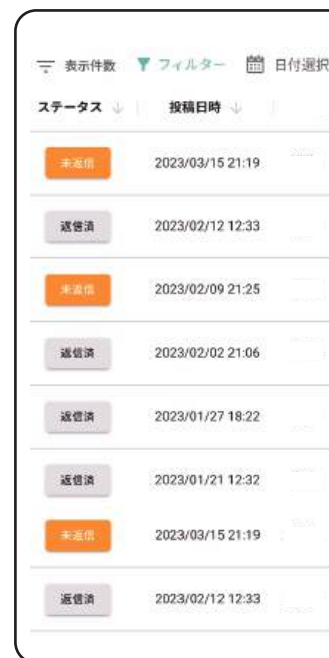 表示件数 フィルター 日付選択
ステータス ↓ 投稿日時 ↓
未返信 2023/03/15 21:19
返信済 2023/02/12 12:33
未返信 2023/02/09 21:25
返信済 2023/02/02 21:06
返信済 2023/01/27 18:22
返信済 2023/01/21 12:32
未返信 2023/03/15 21:19
返信済 2023/02/12 12:33